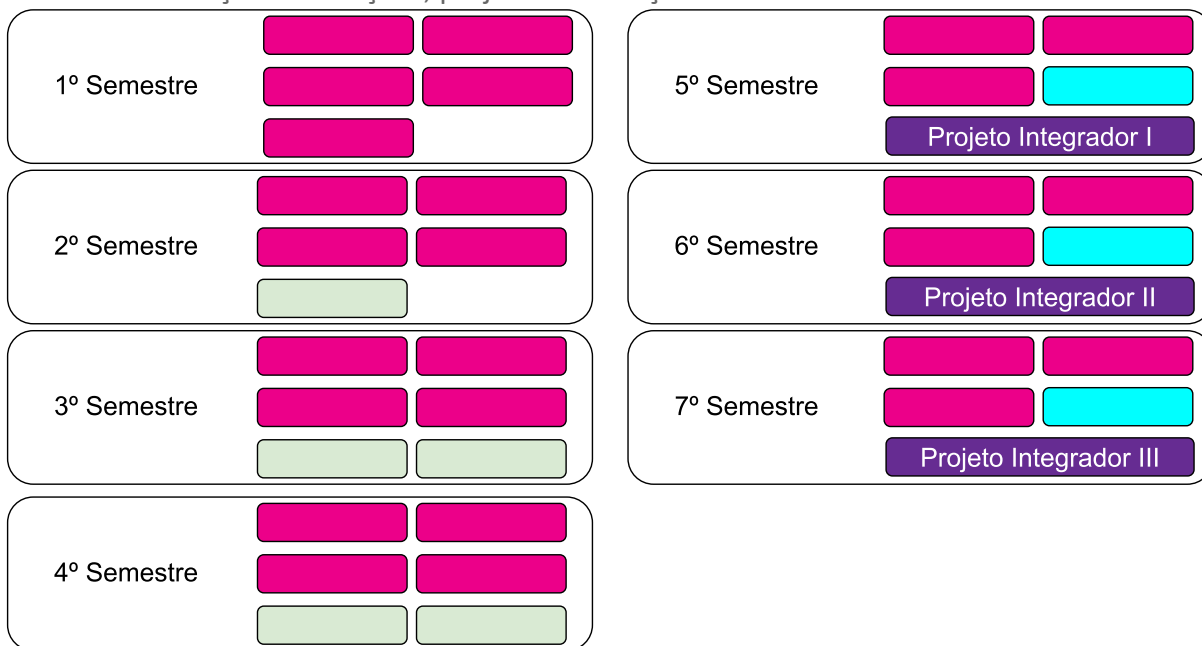 1º Semestre
2º Semestre
3º Semestre
4º Semestre
5º Semestre
Projeto Integrador I
6º Semestre
Projeto Integrador II
7º Semestre
Projeto Integrador III